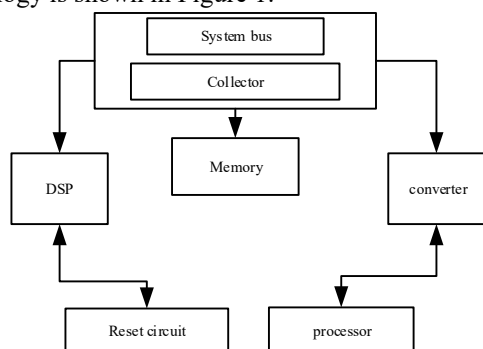 ology is shown in Figure 1.
System bus
Collector
Memory
DSP
converter
Reset circuit
processor